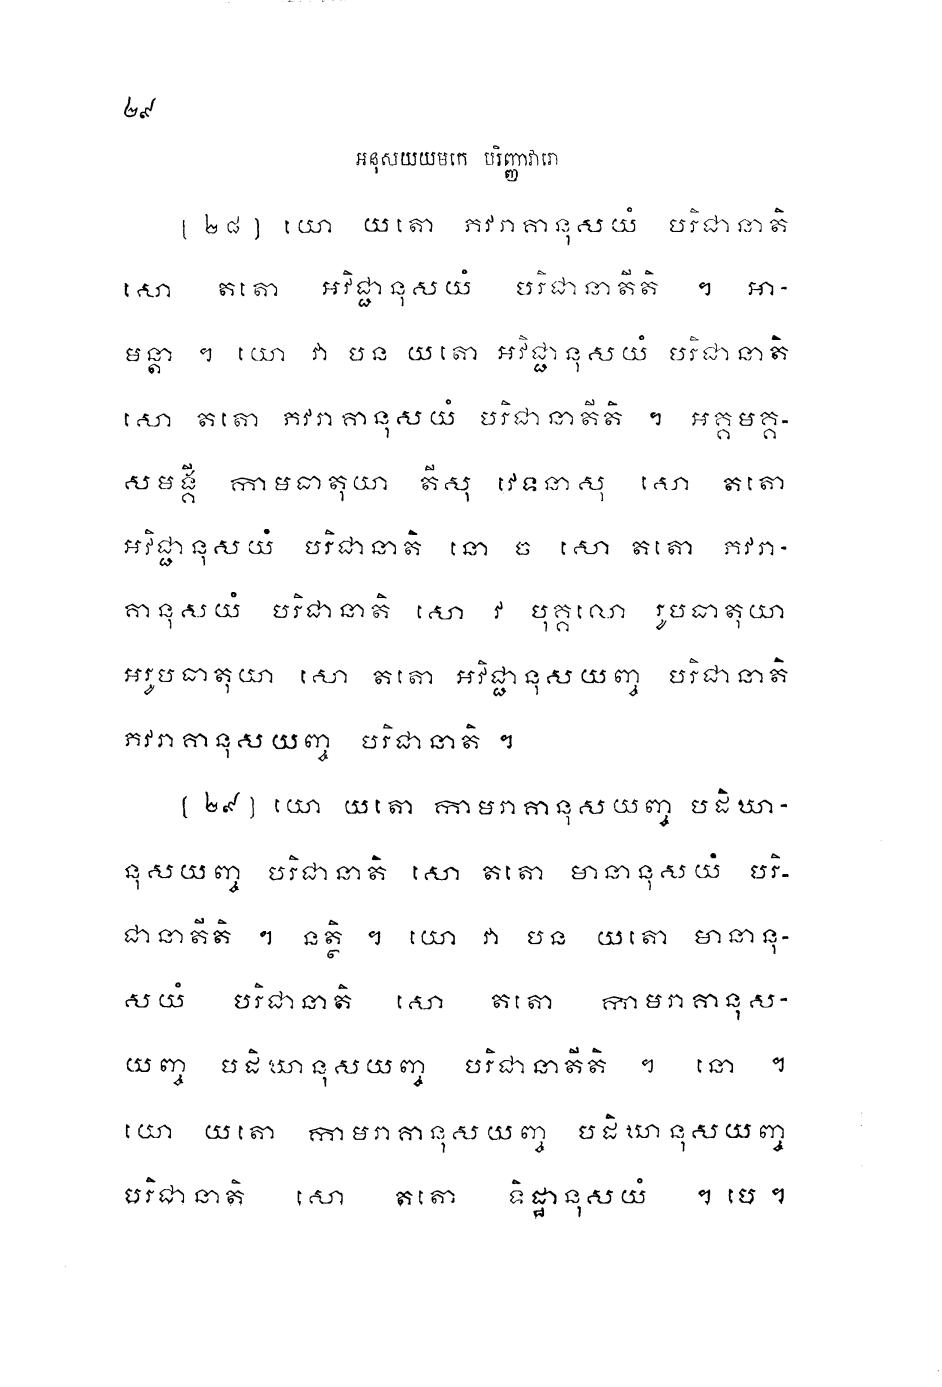 ២៩
អនុសយយមកេ បរិញ្ញាវារោ
[២៨] យោ យតោ ភវរាគានុសយំ បរិជានាតិ
សោ តតោ អវិជ្ជានុសយំ បរិជានាតីតិ ។ អា-
មន្តា ។ យោ វា បន យតោ អវិជ្ជានុសយំ បរិជានាតិ
សោ តតោ ភវរាគានុសយំ បរិជានាតីតិ ។ អគ្គមគ្គ-
សមង្គី កាមធាតុយា តីសុ វេទនាសុ សោ តតោ
អវិជ្ជានុសយំ បរិជានាតិ នោ ច សោ តតោ ភវរា-
គានុសយំ បរិជានាតិ សោ វ បុគ្គលោ រូបធាតុយា
អរូបធាតុយា សោ តតោ អវិជ្ជានុសយញ្ច បរិជានាតិ
ភវរាគានុសយញ្ច បរិជានាតិ ។
[២៩] យោ យតោ កាមរាគានុសយញ្ច បដិឃា-
នុសយញ្ច បរិជានាតិ សោ តតោ មានានុសយំ បរិ-
ជានាតីតិ ។ នត្ថិ ។ យោ វា បន យតោ មានានុ-
សយំ បរិជានាតិ សោ តតោ កាមរាគានុស-
យញ្ច បដិឃានុសយញ្ច បរិជានាតីតិ ។ នោ ។
យោ យតោ កាមរាគានុសយញ្ច បដិឃានុសយញ្ច
បរិជានាតិ សោ តតោ ទិដ្ឋានុសយំ ។ បេ ។